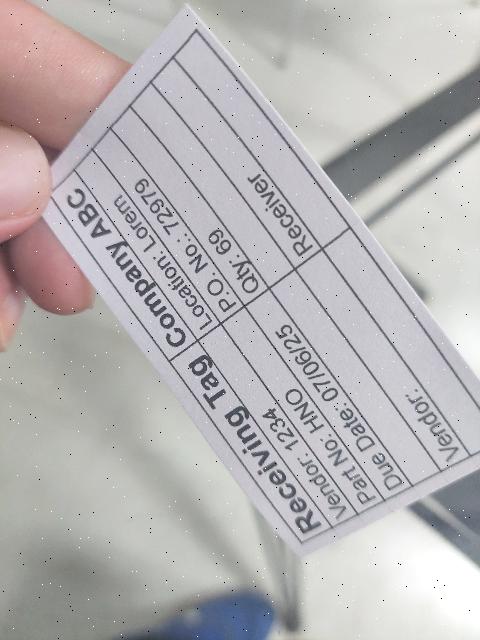 Receiving Tag Company ABC
Vendor: 1234 Location: Lorem
Part No: HNO P.O. No.: 72979
Due Date: 07/06/25 Qty: 69
Receiver
Vendor: